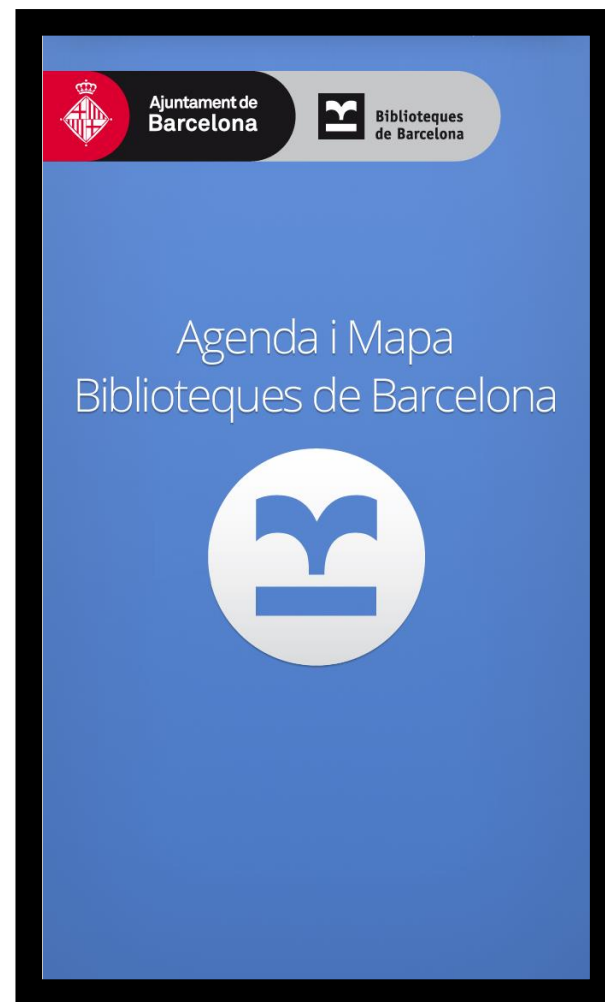 Ajuntament de
Barcelona
Biblioteques
de Barcelona
Agenda i Mapa
Biblioteques de Barcelona